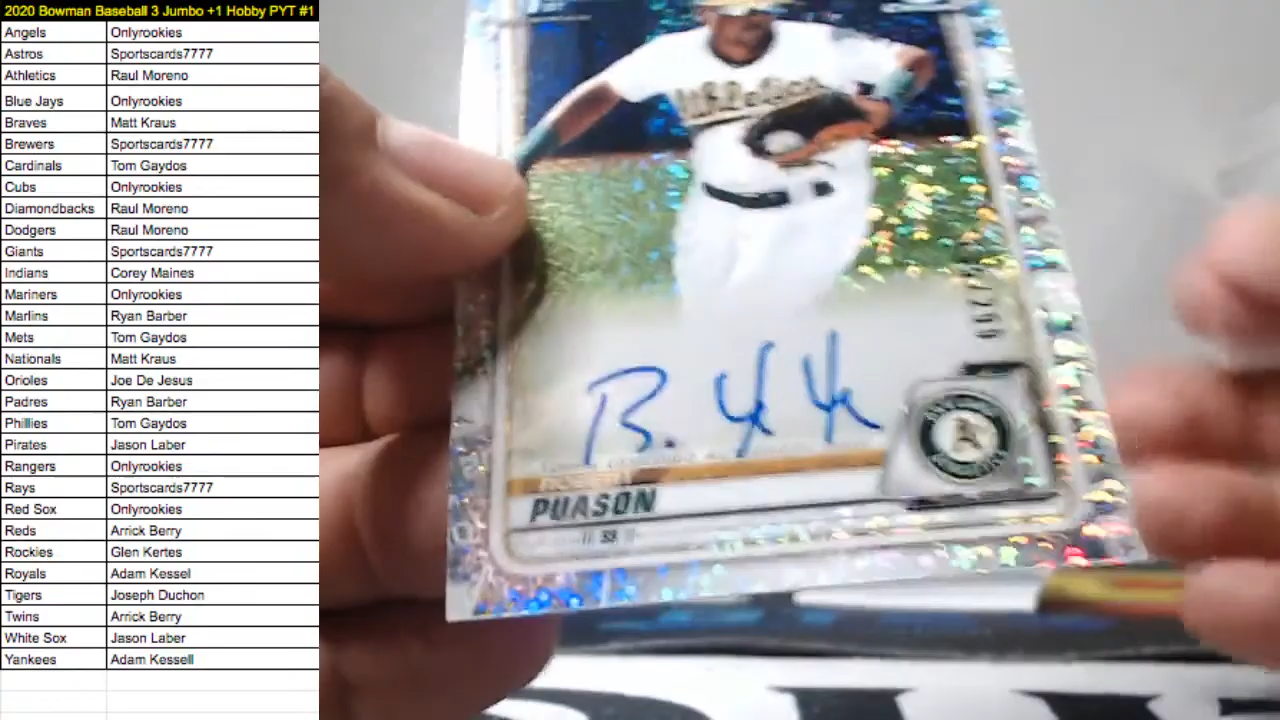 2020 Bowman Baseball 3 Jumbo +1 Hobby PYT #1
Angels Onlyrookies
Astros Sportscards7777
Athletics Raul Moreno
Blue Jays Onlyrookies
Braves Matt Kraus
Brewers Sportscards7777
Cardinals Tom Gaydos
Cubs Onlyrookies
Diamondbacks Raul Moreno
Dodgers Raul Moreno
Giants Sportscards7777
Indians Corey Maines
Mariners Onlyrookies
Marlins Ryan Barber
Mets Tom Gaydos
Nationals Matt Kraus
Orioles Joe De Jesus
Padres Ryan Barber
Phillies Tom Gaydos
Pirates Jason Laber
Rangers Onlyrookies
Rays Sportscards7777
Red Sox Onlyrookies
Reds Arrick Berry
Rockies Glen Kertes
Royals Adam Kessel
Tigers Joseph Duchon
Twins Arrick Berry
White Sox Jason Laber
Yankees Adam Kessell
PUASON
SS